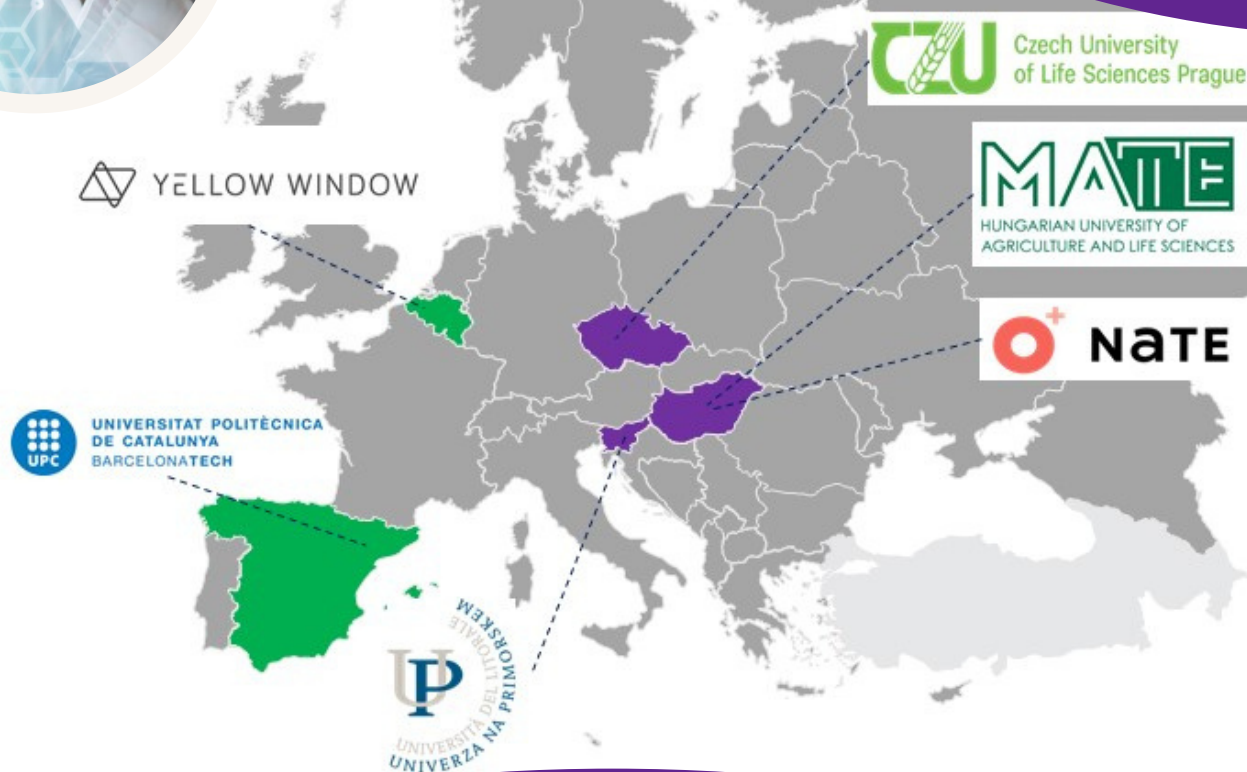 CZU
Czech University
of Life Sciences Prague
MATE
HUNGARIAN UNIVERSITY OF
AGRICULTURE AND LIFE SCIENCES
YELLOW WINDOW
NaTE
UPC
UNIVERSITAT POLITÈCNICA
DE CATALUNYA
BARCELONATECH
UP
UNIVERSITÀ DEL LITORALE
UNIVERZA NA PRIMORSKEM